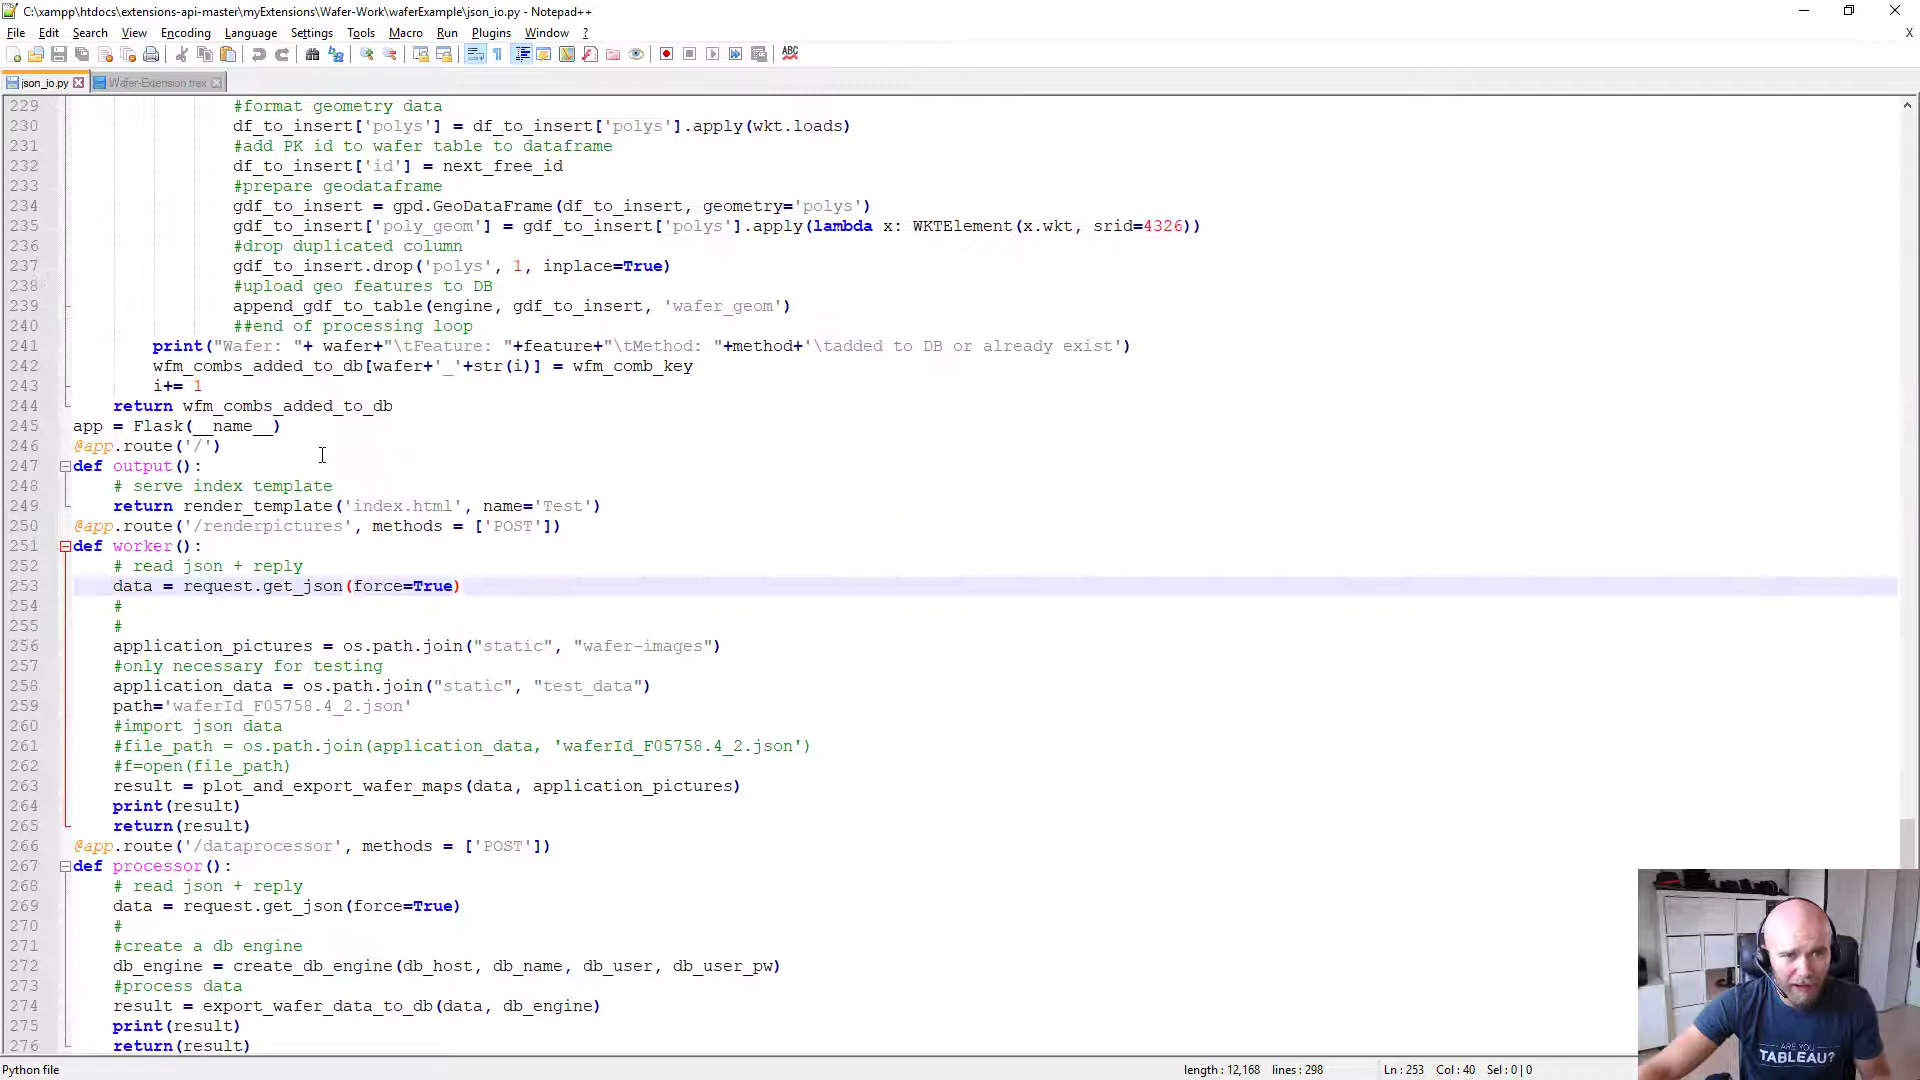 C:\xampp\htdocs\extensions-api-master\myExtensions\Wafer-Work\waferExample\json_io.py - Notepad++
File Edit Search View Encoding Language Settings Tools Macro Run Plugins Window ? X
ABC
json_io.py Wafer-Extension.trex
229 #format geometry data
230 df_to_insert['polys'] = df_to_insert['polys'].apply(wkt.loads)
231 #add PK id to wafer table to dataframe
232 df_to_insert['id'] = next_free_id
233 #prepare geodataframe
234 gdf_to_insert = gpd.GeoDataFrame(df_to_insert, geometry='polys')
235 gdf_to_insert['poly_geom'] = gdf_to_insert['polys'].apply(lambda x: WKTElement(x.wkt, srid=4326))
236 #drop duplicated column
237 gdf_to_insert.drop('polys', 1, inplace=True)
238 #upload geo features to DB
239 append_gdf_to_table(engine, gdf_to_insert, 'wafer_geom')
240 ##end of processing loop
241 print("Wafer: "+ wafer+"\tFeature: "+feature+"\tMethod: "+method+'\tadded to DB or already exist')
242 wfm_combs_added_to_db[wafer+'_'+str(i)] = wfm_comb_key
243 i+= 1
244 return wfm_combs_added_to_db
245 app = Flask(__name__)
246 @app.route('/')
247 def output():
248 # serve index template
249 return render_template('index.html', name='Test')
250 @app.route('/renderpictures', methods = ['POST'])
251 def worker():
252 # read json + reply
253 data = request.get_json(force=True)
254 #
255 #
256 application_pictures = os.path.join("static", "wafer-images")
257 #only necessary for testing
258 application_data = os.path.join("static", "test_data")
259 path='waferId_F05758.4_2.json'
260 #import json data
261 #file_path = os.path.join(application_data, 'waferId_F05758.4_2.json')
262 #f=open(file_path)
263 result = plot_and_export_wafer_maps(data, application_pictures)
264 print(result)
265 return(result)
266 @app.route('/dataprocessor', methods = ['POST'])
267 def processor():
268 # read json + reply
269 data = request.get_json(force=True)
270 #
271 #create a db engine
272 db_engine = create_db_engine(db_host, db_name, db_user, db_user_pw)
273 #process data
274 result = export_wafer_data_to_db(data, db_engine)
275 print(result)
276 return(result)
ARE YOU
TABLEAU?
Python file length : 12,168 lines : 298 Ln : 253 Col : 40 Sel : 0 | 0